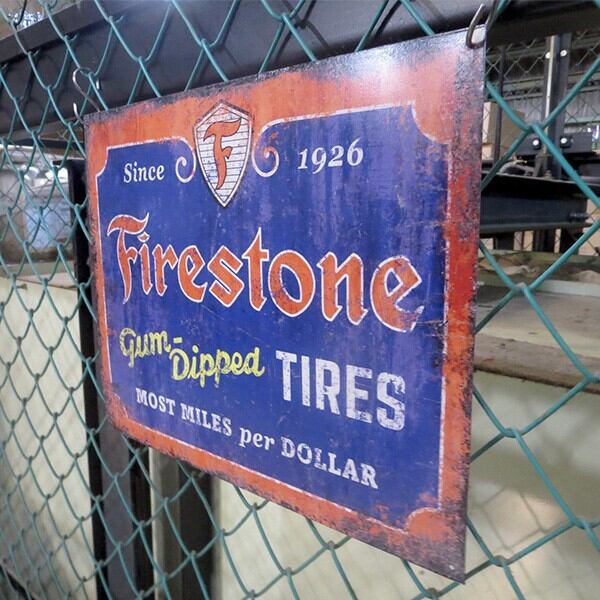 F
Since 1926
Firestone
Gum-Dipped TIRES
MOST MILES per DOLLAR